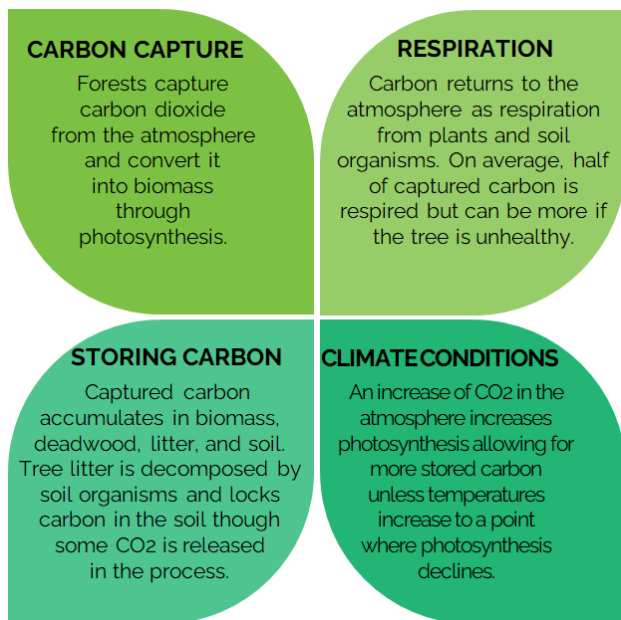 CARBON CAPTURE
Forests capture
carbon dioxide
from the atmosphere
and convert it
into biomass
through
photosynthesis.
RESPIRATION
Carbon returns to the
atmosphere as respiration
from plants and soil
organisms. On average, half
of captured carbon is
respired but can be more if
the tree is unhealthy.
STORING CARBON
Captured carbon
accumulates in biomass,
deadwood, litter, and soil.
Tree litter is decomposed by
soil organisms and locks
carbon in the soil though
some CO2 is released
in the process.
CLIMATE CONDITIONS
An increase of CO2 in the
atmosphere increases
photosynthesis allowing for
more stored carbon
unless temperatures
increase to a point
where photosynthesis
declines.